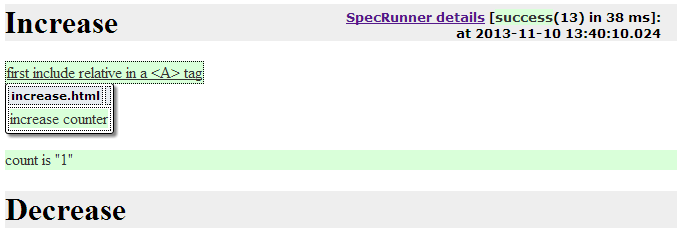 Increase
SpecRunner details [success(13) in 38 ms]:
at 2013-11-10 13:40:10.024
first include relative in a <A> tag
increase.html
increase counter
count is "1"
Decrease